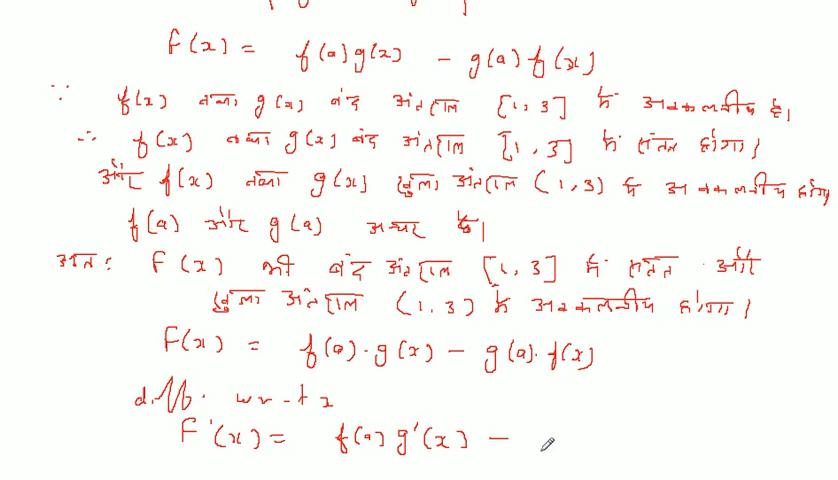 F(x) = f(a)g(x) - g(a)f(x)
∵ f(x) तथा g(x) बंद अंतराल [1, 3] में अवकलनीय है।
∴ f(x) तथा g(x) बंद अंतराल [1, 3] में संतत होगा।
और f(x) तथा g(x) खुला अंतराल (1, 3) में अवकलनीय होगा
f(a) और g(a) अचर है।
अतः F(x) भी बंद अंतराल [1, 3] में संतत और
खुला अंतराल (1, 3) में अवकलनीय होगा।
F(x) = f(a)·g(x) - g(a)·f(x)
diff. w.r.t x
F'(x) = f(a) g'(x) -